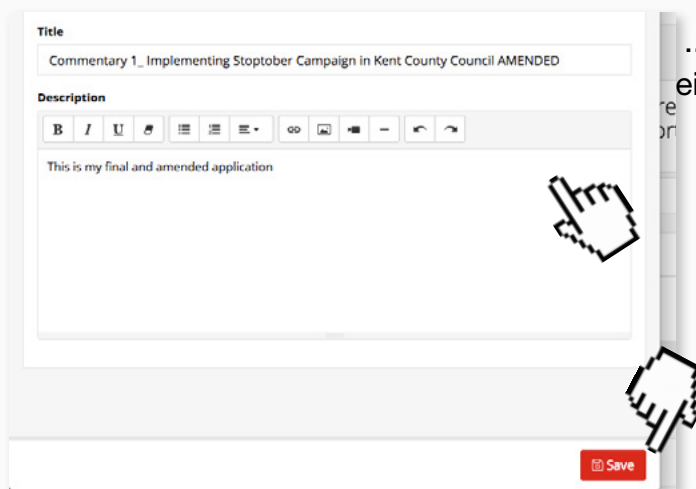 Title
Commentary 1_ Implementing Stoptober Campaign in Kent County Council AMENDED
Description
B I U
This is my final and amended application
Save